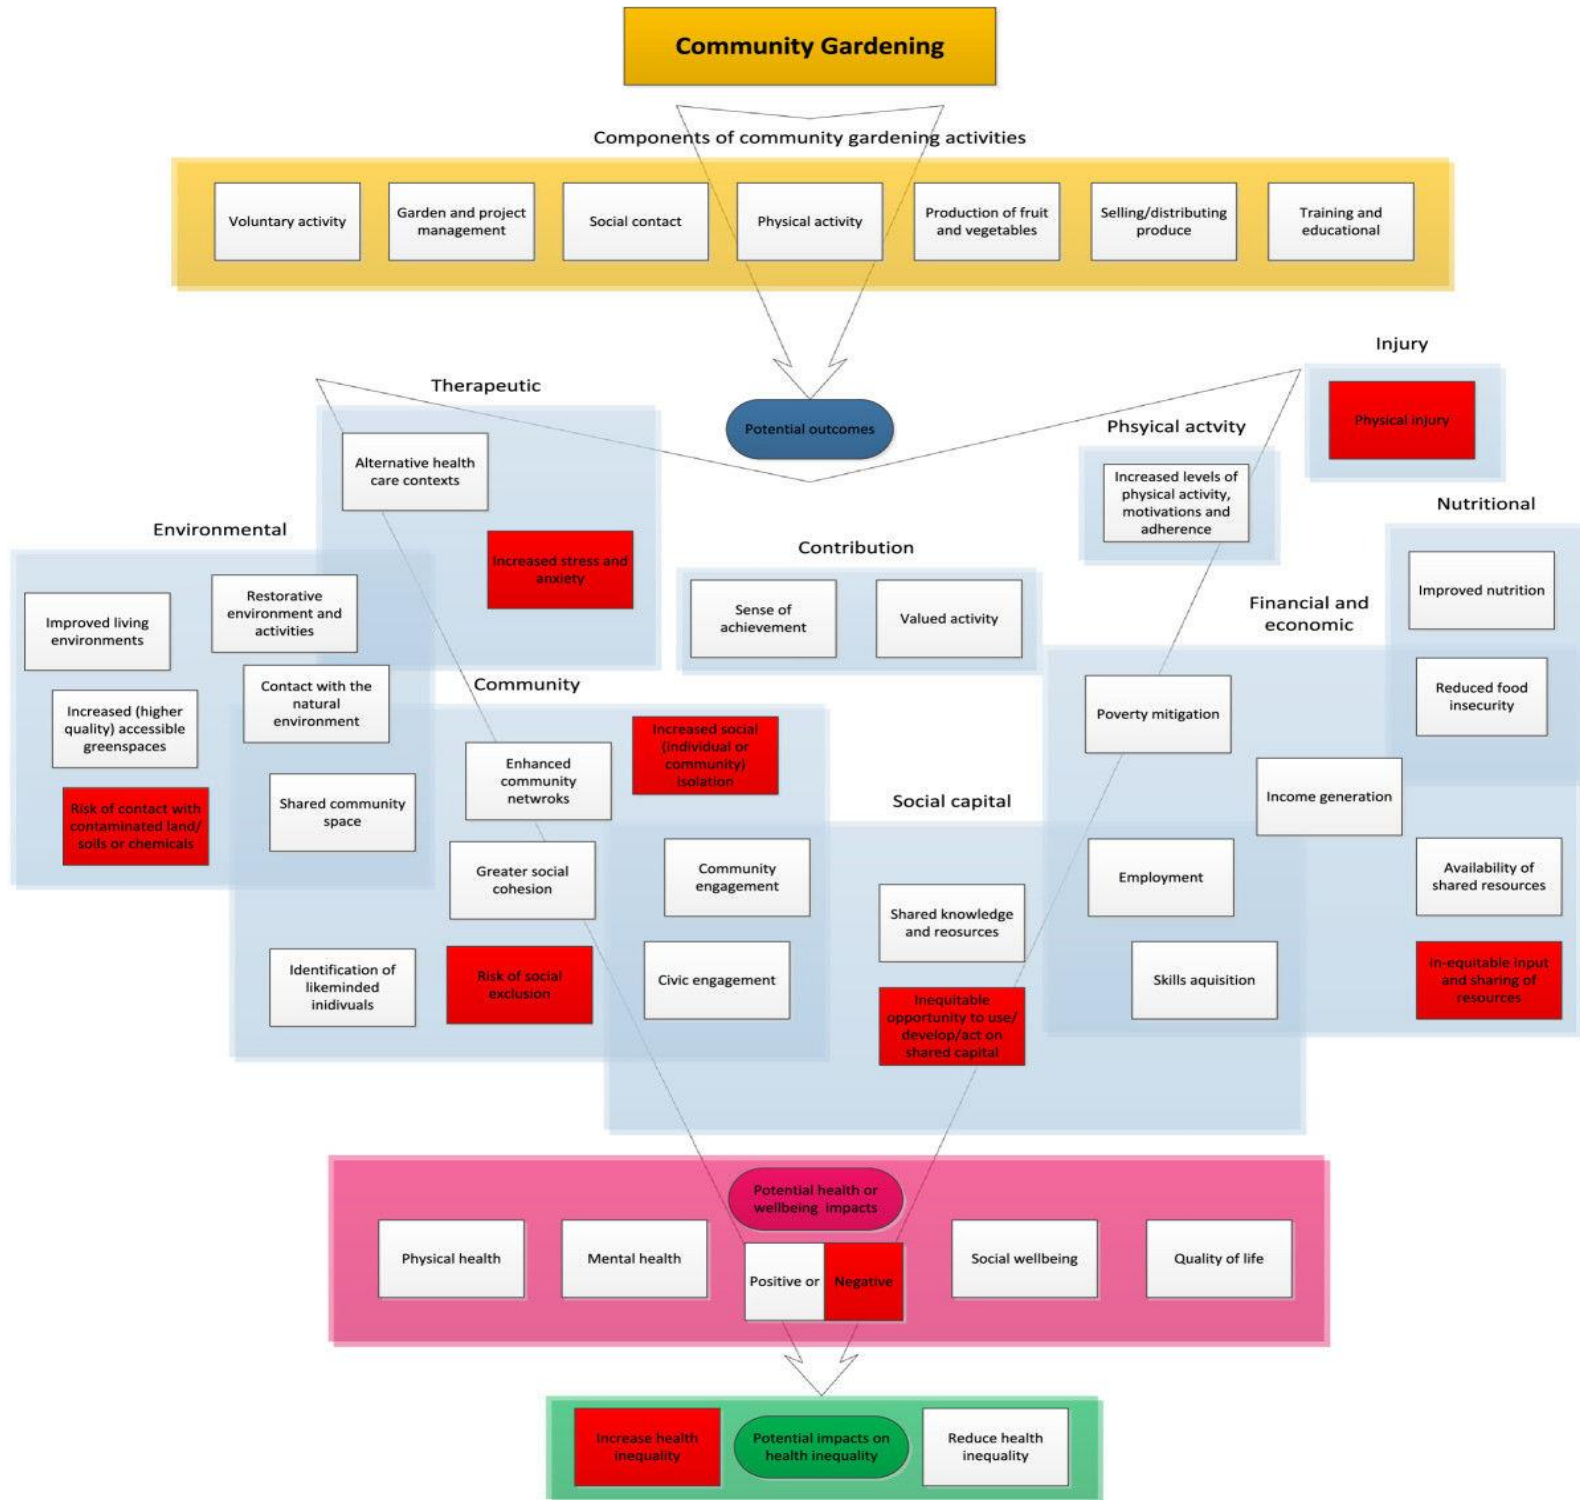 Community Gardening
Components of community gardening activities
Voluntary activity
Garden and project
management
Social contact
Physical activity
Production of fruit
and vegetables
Selling/distributing
produce
Training and
educational
Potential outcomes
Injury
Physical injury
Therapeutic
Alternative health
care contexts
Increased stress and
anxiety
Phsyical actvity
Increased levels of
physical activity,
motivations and
adherence
Environmental
Improved living
environments
Restorative
environment and
activities
Increased (higher
quality) accessible
greenspaces
Contact with the
natural
environment
Risk of contact with
contaminated land/
soils or chemicals
Shared community
space
Contribution
Sense of
achievement
Valued activity
Nutritional
Improved nutrition
Reduced food
insecurity
Financial and
economic
Poverty mitigation
Income generation
Employment
Availability of
shared resources
Skills aquisition
In-equitable input
and sharing of
resources
Community
Enhanced
community
netwroks
Increased social
(individual or
community)
isolation
Greater social
cohesion
Community
engagement
Identification of
likeminded
inidivuals
Risk of social
exclusion
Civic engagement
Social capital
Shared knowledge
and reosurces
Inequitable
opportunity to use/
develop/act on
shared capital
Potential health or
wellbeing impacts
Physical health
Mental health
Positive or
Negative
Social wellbeing
Quality of life
Increase health
inequality
Potential impacts on
health inequality
Reduce health
inequality